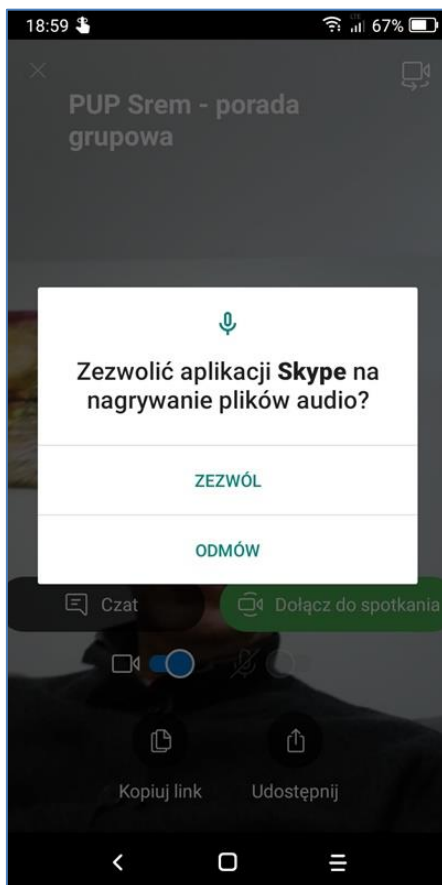 18:59
LTE
67%
PUP Srem - porada
grupowa
Zezwolić aplikacji Skype na
nagrywanie plików audio?
ZEZWÓL
ODMÓW
Czat
Dołącz do spotkania
Kopiuj link
Udostępnij